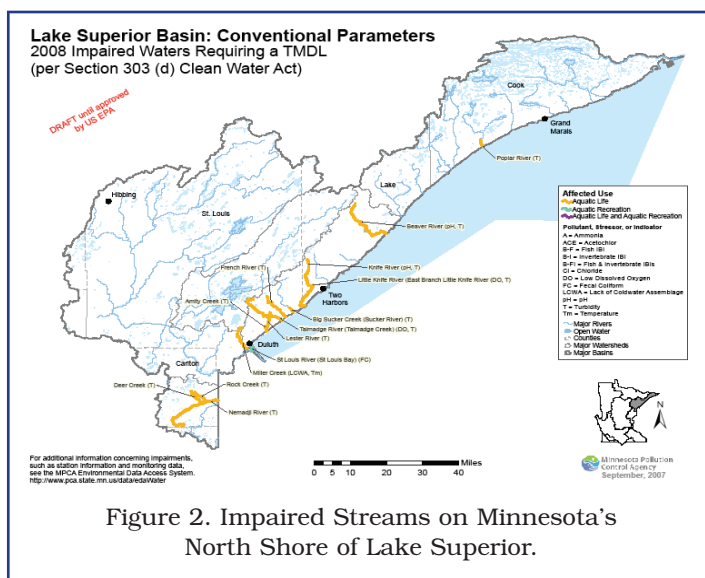 Lake Superior Basin: Conventional Parameters
2008 Impaired Waters Requiring a TMDL
(per Section 303 (d) Clean Water Act)
DRAFT until approved
by US EPA
Cook
Grand
Marais
Poplar River (T)
Hibbing
Lake
St. Louis
Beaver River (pH, T)
Affected Use
Aquatic Life
Aquatic Recreation
Aquatic Life and Aquatic Recreation
Pollutant, Stressor, or Indicator
A = Ammonia
ACE = Acetochlor
B-F = Fish IBI
B-I = Invertebrate IBI
B-FI = Fish & Invertebrate IBIs
Cl = Chloride
DO = Low Dissolved Oxygen
FC = Fecal Coliform
LCWA = Lack of Coldwater Assemblage
pH = pH
T = Turbidity
Tm = Temperature
Major Rivers
Open Water
Counties
Major Watersheds
Major Basins
Knife River (pH, T)
French River (T)
Little Knife River (East Branch Little Knife River (DO, T)
Two
Harbors
Amity Creek (T)
Big Sucker Creek (Sucker River) (T)
Talmadge River (Talmadge Creek) (DO, T)
Lester River (T)
Duluth
St Louis River (St Louis Bay) (FC)
Carlton
Miller Creek (LCWA, Tm)
Rock Creek (T)
Deer Creek (T)
Nemadji River (T)
N
For additional information concerning impairments,
such as station information and monitoring data,
see the MPCA Environmental Data Access System.
http://www.pca.state.mn.us/data/edaWater
Miles
0 5 10 20 30 40
Minnesota Pollution
Control Agency
September, 2007
Figure 2. Impaired Streams on Minnesota's
North Shore of Lake Superior.